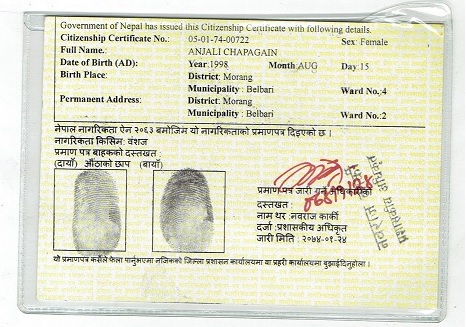 Government of Nepal has issued this Citizenship Certificate with following details.
Citizenship Certificate No.: 05-01-74-00722 Sex: Female
Full Name: ANJALI CHAPAGAIN
Date of Birth (AD): Year:1998 Month:AUG Day:15
Birth Place: District: Morang
Municipality : Belbari Ward No.:4
Permanent Address: District: Morang
Municipality : Belbari Ward No.:2
नेपाल नागरिकता ऐन २०६३ बमोजिम यो नागरिकताको प्रमाणपत्र दिइएको छ ।
नागरिकता किसिम: वंशज
प्रमाण पत्र बाहकको दस्तखत :
(दायाँ) औंठाको छाप (बायाँ)
प्रमाण-पत्र जारी गर्ने अधिकारीको
दस्तखत :
नाम थर : नवराज कार्की
दर्जा : प्रशासकीय अधिकृत
जारी मिति : २०७४-०१-२४
यो प्रमाणपत्र कसैले फेला पार्नुभएमा नजिकको जिल्ला प्रशासन कार्यालयमा वा प्रहरी कार्यालयमा बुझाईदिनुहोला ।